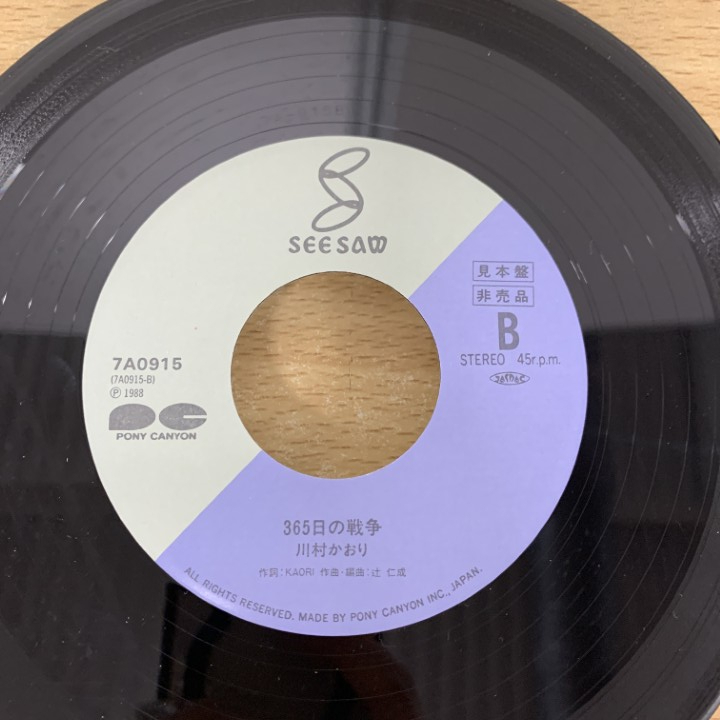 SEE SAW
見本盤
非売品
B
STEREO 45r.p.m.
7A0915
(7A0915-B)
Ⓟ 1988
PONY CANYON
365日の戦争
川村かおり
作詞:KAORI 作曲・編曲:辻 仁成
ALL RIGHTS RESERVED. MADE BY PONY CANYON INC., JAPAN.